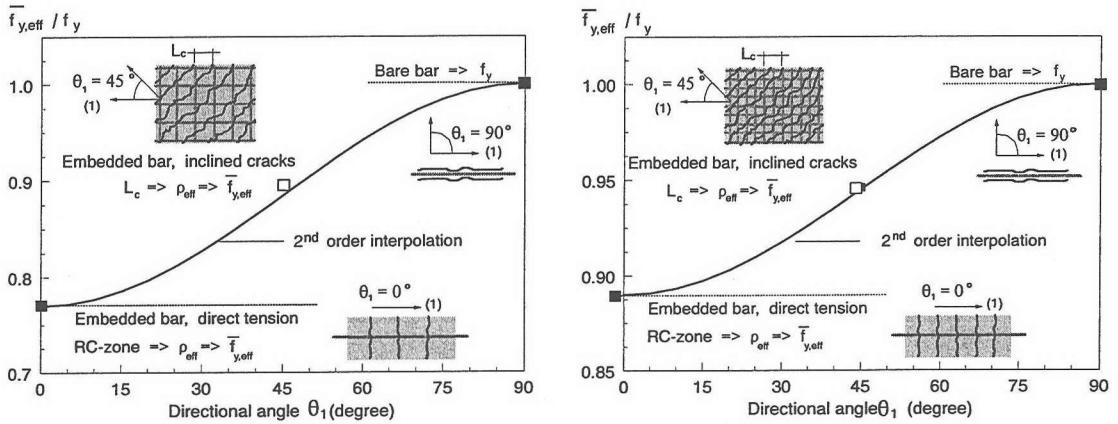 f̅y,eff / fy
Lc
θ1 = 45°
(1)
Bare bar => fy
1.0
θ1 = 90°
(1)
Embedded bar, inclined cracks
Lc => ρeff => f̅y,eff
0.9
2nd order interpolation
0.8
θ1 = 0°
(1)
Embedded bar, direct tension
RC-zone => ρeff => f̅y,eff
0.7
0 15 30 45 60 75 90
Directional angle θ1 (degree)
f̅y,eff / fy
Lc
θ1 = 45°
(1)
Bare bar => fy
1.00
θ1 = 90°
(1)
Embedded bar, inclined cracks
Lc => ρeff => f̅y,eff
0.95
2nd order interpolation
0.90
θ1 = 0°
(1)
Embedded bar, direct tension
RC-zone => ρeff => f̅y,eff
0.85
0 15 30 45 60 75 90
Directional angleθ1 (degree)